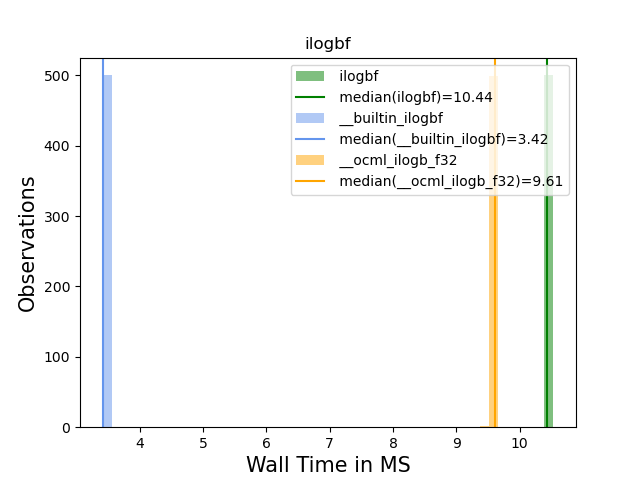 ilogbf
ilogbf
median(ilogbf)=10.44
__builtin_ilogbf
median(__builtin_ilogbf)=3.42
__ocml_ilogb_f32
median(__ocml_ilogb_f32)=9.61
Observations
500
400
300
200
100
0
4 5 6 7 8 9 10
Wall Time in MS